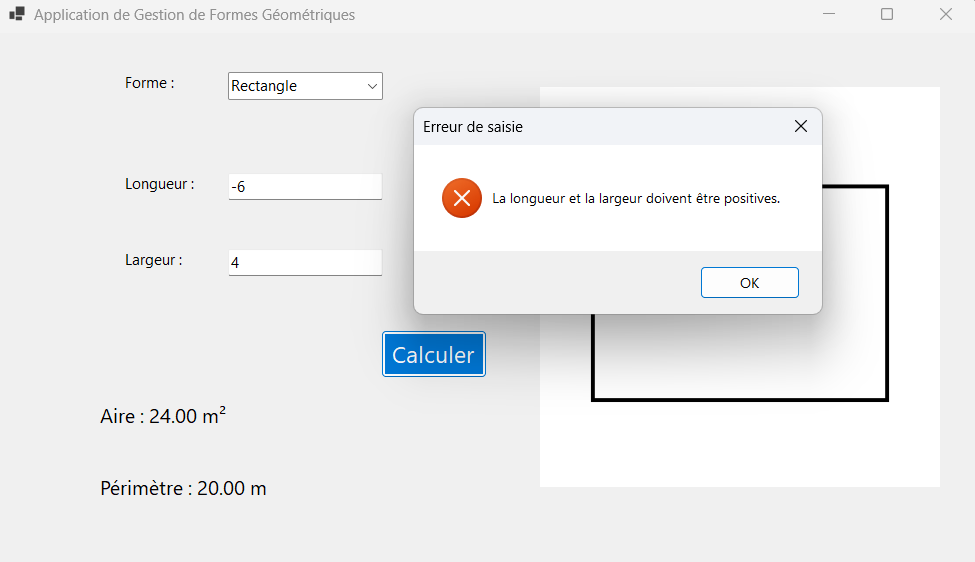 Application de Gestion de Formes Géométriques
Forme :
Rectangle
Erreur de saisie
La longueur et la largeur doivent être positives.
OK
Longueur :
-6
Largeur :
4
Calculer
Aire : 24.00 m²
Périmètre : 20.00 m